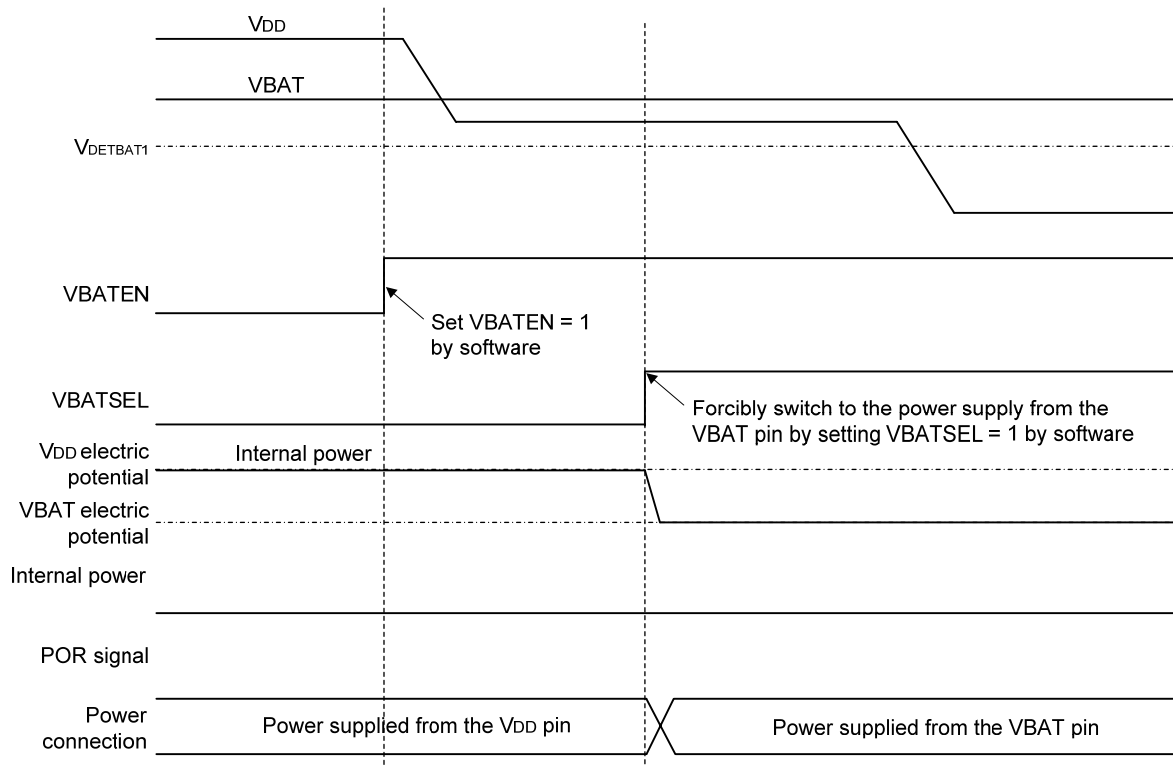 VDD
VBAT
VDETBAT1
VBATEN
Set VBATEN = 1
by software
VBATSEL
Forcibly switch to the power supply from the
VBAT pin by setting VBATSEL = 1 by software
VDD electric
potential
Internal power
VBAT electric
potential
Internal power
POR signal
Power
connection
Power supplied from the VDD pin
Power supplied from the VBAT pin